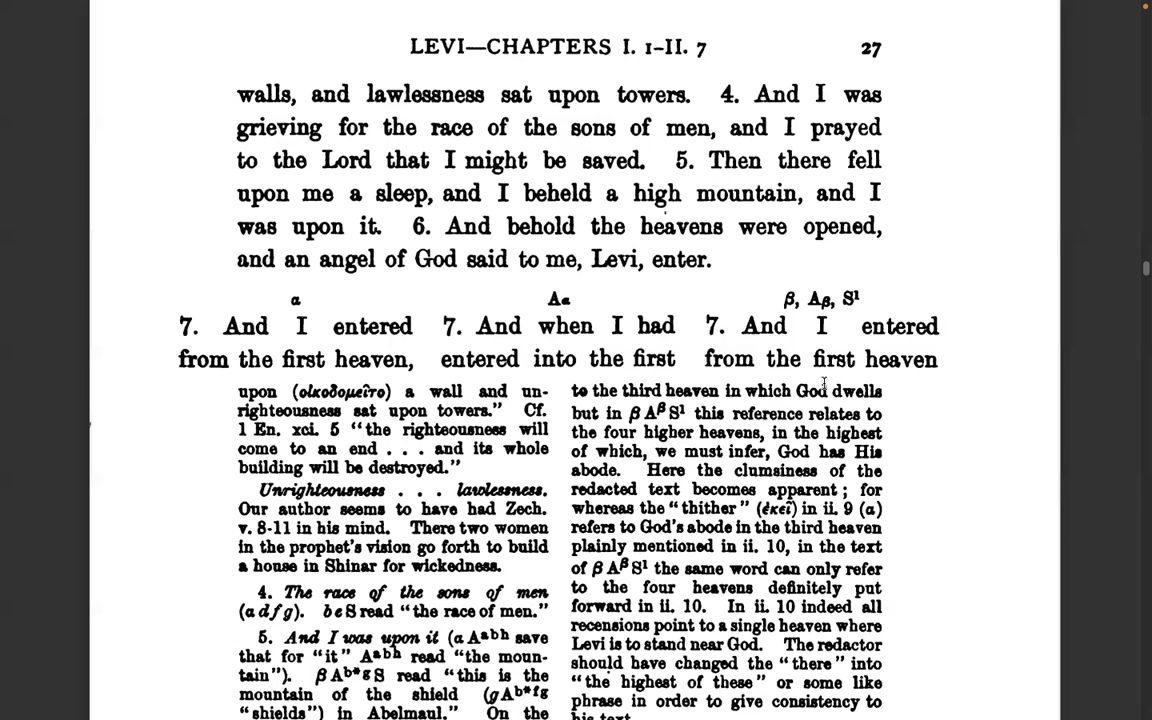 LEVI—CHAPTERS I. 1–II. 7 27
walls, and lawlessness sat upon towers. 4. And I was
grieving for the race of the sons of men, and I prayed
to the Lord that I might be saved. 5. Then there fell
upon me a sleep, and I beheld a high mountain, and I
was upon it. 6. And behold the heavens were opened,
and an angel of God said to me, Levi, enter.
α
7. And I entered
from the first heaven,
Aα
7. And when I had
entered into the first
β, Aβ, S¹
7. And I entered
from the first heaven
upon (οἰκοδομεῖτο) a wall and un-
righteousness sat upon towers." Cf.
1 En. xci. 5 "the righteousness will
come to an end . . . and its whole
building will be destroyed."
Unrighteousness . . . lawlessness.
Our author seems to have had Zech.
v. 8-11 in his mind. There two women
in the prophet's vision go forth to build
a house in Shinar for wickedness.
4. The race of the sons of men
(α d f g). b e S read "the race of men."
5. And I was upon it (α Aᵃᵇʰ save
that for "it" Aᵃᵇʰ read "the moun-
tain"). β Aᵇ*ᵍ S read "this is the
mountain of the shield (g Aᵇ*ᶠᵍ
"shields") in Abelmaul." On the
to the third heaven in which God dwells
but in β Aᵝ S¹ this reference relates to
the four higher heavens, in the highest
of which, we must infer, God has His
abode. Here the clumsiness of the
redacted text becomes apparent; for
whereas the "thither" (ἐκεῖ) in ii. 9 (α)
refers to God's abode in the third heaven
plainly mentioned in ii. 10, in the text
of β Aᵝ S¹ the same word can only refer
to the four heavens definitely put
forward in ii. 10. In ii. 10 indeed all
recensions point to a single heaven where
Levi is to stand near God. The redactor
should have changed the "there" into
"the highest of these" or some like
phrase in order to give consistency to
his text.